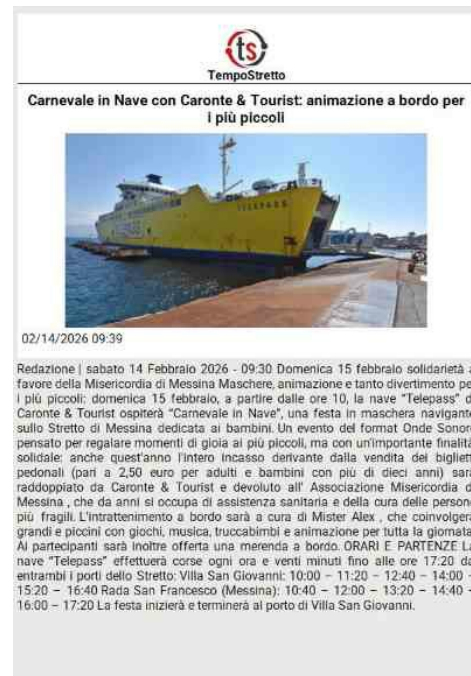 ts
TempoStretto
Carnevale in Nave con Caronte & Tourist: animazione a bordo per
i più piccoli
TELEPASS
02/14/2026 09:39
Redazione | sabato 14 Febbraio 2026 - 09:30 Domenica 15 febbraio solidarietà a
favore della Misericordia di Messina Maschere, animazione e tanto divertimento per
i più piccoli: domenica 15 febbraio, a partire dalle ore 10, la nave "Telepass" di
Caronte & Tourist ospiterà "Carnevale in Nave", una festa in maschera navigante
sullo Stretto di Messina dedicata ai bambini. Un evento del format Onde Sonore
pensato per regalare momenti di gioia ai più piccoli, ma con un'importante finalità
solidale: anche quest'anno l'intero incasso derivante dalla vendita dei biglietti
pedonali (pari a 2,50 euro per adulti e bambini con più di dieci anni) sarà
raddoppiato da Caronte & Tourist e devoluto all' Associazione Misericordia di
Messina , che da anni si occupa di assistenza sanitaria e della cura delle persone
più fragili. L'intrattenimento a bordo sarà a cura di Mister Alex , che coinvolgerà
grandi e piccini con giochi, musica, truccabimbi e animazione per tutta la giornata.
Ai partecipanti sarà inoltre offerta una merenda a bordo. ORARI E PARTENZE La
nave "Telepass" effettuerà corse ogni ora e venti minuti fino alle ore 17:20 da
entrambi i porti dello Stretto: Villa San Giovanni: 10:00 – 11:20 – 12:40 – 14:00 –
15:20 – 16:40 Rada San Francesco (Messina): 10:40 – 12:00 – 13:20 – 14:40 –
16:00 – 17:20 La festa inizierà e terminerà al porto di Villa San Giovanni.